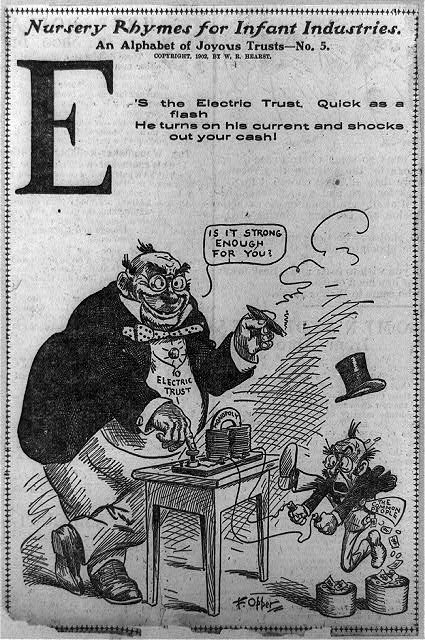 Nursery Rhymes for Infant Industries.
An Alphabet of Joyous Trusts—No. 5.
COPYRIGHT, 1902, BY W. R. HEARST.
E
'S the Electric Trust. Quick as a
flash
He turns on his current and shocks
out your cash!
IS IT STRONG
ENOUGH
FOR YOU?
ELECTRIC
TRUST
MONOPOLY
THE
COMMON
PEOPLE
F. Opper